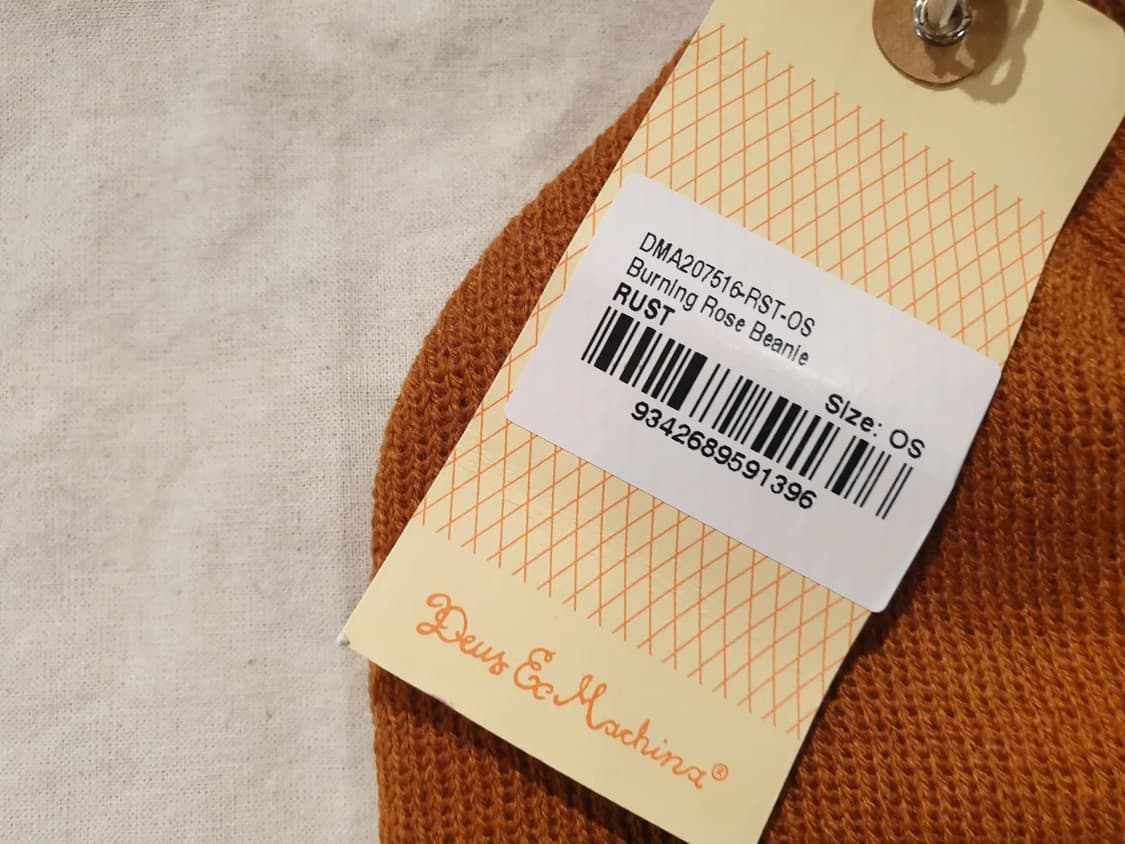 DMA207516-RST-OS
Burning Rose Beanie
RUST
Size: OS
9342689591396
Deus Ex Machina®